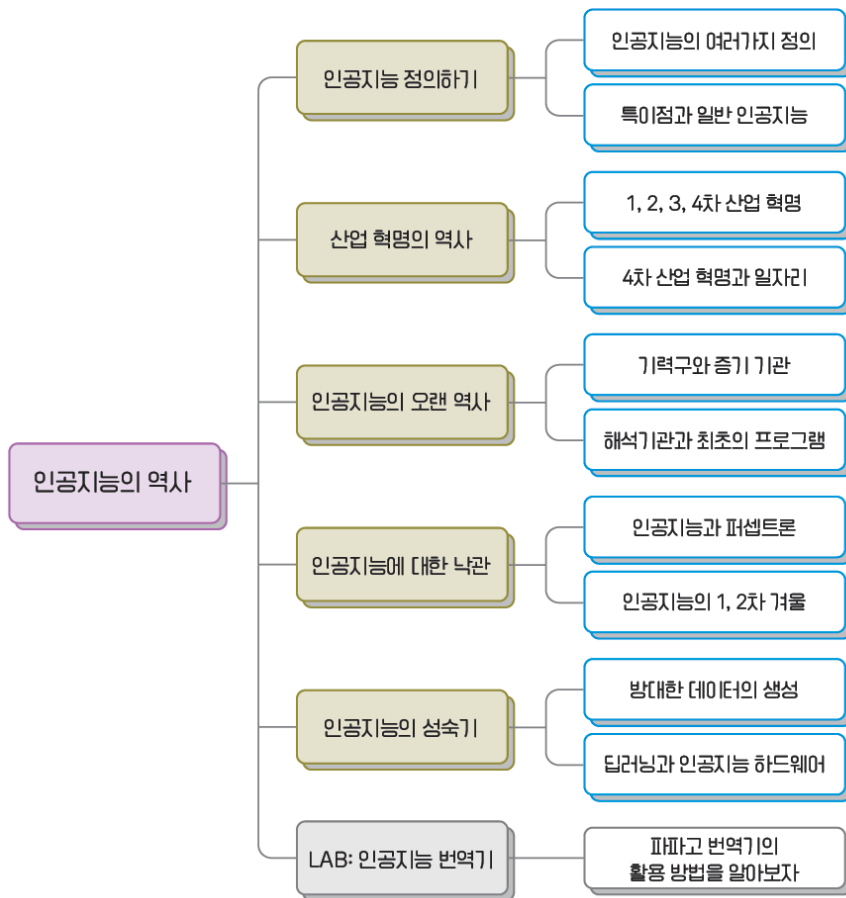 인공지능의 역사
인공지능 정의하기
인공지능의 여러가지 정의
특이점과 일반 인공지능
산업 혁명의 역사
1, 2, 3, 4차 산업 혁명
4차 산업 혁명과 일자리
인공지능의 오랜 역사
기력구와 증기 기관
해석기관과 최초의 프로그램
인공지능에 대한 낙관
인공지능과 퍼셉트론
인공지능의 1, 2차 겨울
인공지능의 성숙기
방대한 데이터의 생성
딥러닝과 인공지능 하드웨어
LAB: 인공지능 번역기
파파고 번역기의
활용 방법을 알아보자